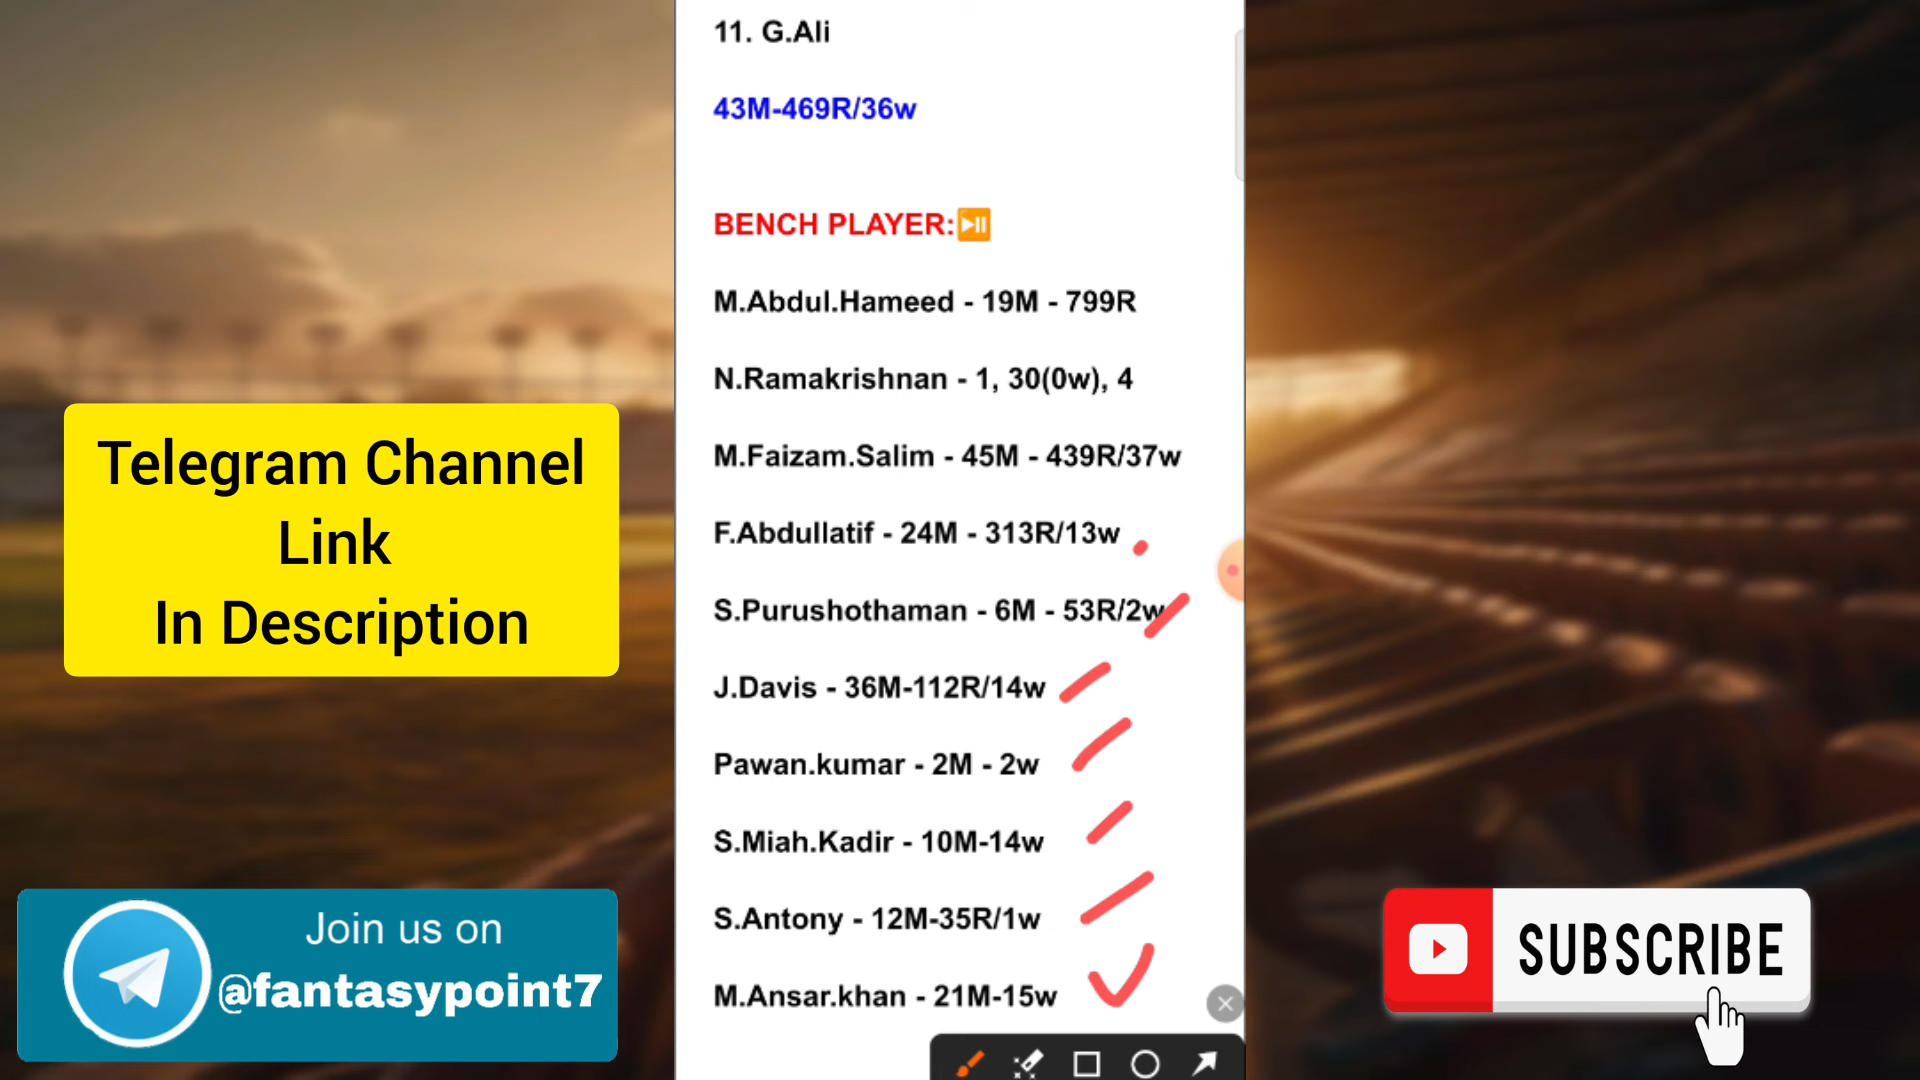 11. G.Ali
43M-469R/36w
BENCH PLAYER:⏯
M.Abdul.Hameed - 19M - 799R
N.Ramakrishnan - 1, 30(0w), 4
M.Faizam.Salim - 45M - 439R/37w
F.Abdullatif - 24M - 313R/13w
S.Purushothaman - 6M - 53R/2w
J.Davis - 36M-112R/14w
Pawan.kumar - 2M - 2w
S.Miah.Kadir - 10M-14w
S.Antony - 12M-35R/1w
M.Ansar.khan - 21M-15w
Telegram Channel
Link
In Description
Join us on
@fantasypoint7
SUBSCRIBE